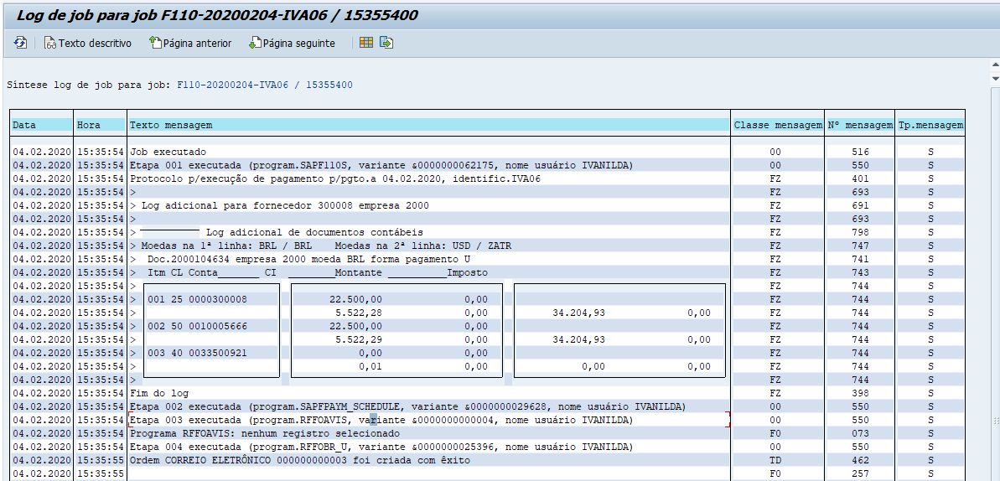 Log de job para job F110-20200204-IVA06 / 15355400
Texto descritivo Página anterior Página seguinte
Síntese log de job para job: F110-20200204-IVA06 / 15355400
Data Hora Texto mensagem Classe mensagem Nº mensagem Tp.mensagem
04.02.2020 15:35:54 Job executado 00 516 S
04.02.2020 15:35:54 Etapa 001 executada (program.SAPF110S, variante &0000000062175, nome usuário IVANILDA) 00 550 S
04.02.2020 15:35:54 Protocolo p/execução de pagamento p/pgto.a 04.02.2020, identific.IVA06 FZ 401 S
04.02.2020 15:35:54 > FZ 693 S
04.02.2020 15:35:54 > Log adicional para fornecedor 300008 empresa 2000 FZ 691 S
04.02.2020 15:35:54 > FZ 693 S
04.02.2020 15:35:54 > Log adicional de documentos contábeis FZ 798 S
04.02.2020 15:35:54 > Moedas na 1ª linha: BRL / BRL Moedas na 2ª linha: USD / ZATR FZ 747 S
04.02.2020 15:35:54 > Doc.2000104634 empresa 2000 moeda BRL forma pagamento U FZ 741 S
04.02.2020 15:35:54 > Itm CL Conta_______ CI ________Montante __________Imposto FZ 743 S
04.02.2020 15:35:54 > FZ 744 S
04.02.2020 15:35:54 > 001 25 0000300008 22.500,00 0,00 FZ 744 S
04.02.2020 15:35:54 > 5.522,28 0,00 34.204,93 0,00 FZ 744 S
04.02.2020 15:35:54 > 002 50 0010005666 22.500,00 0,00 FZ 744 S
04.02.2020 15:35:54 > 5.522,29 0,00 34.204,93 0,00 FZ 744 S
04.02.2020 15:35:54 > 003 40 0033500921 0,00 0,00 FZ 744 S
04.02.2020 15:35:54 > 0,01 0,00 0,00 0,00 FZ 744 S
04.02.2020 15:35:54 > FZ 744 S
04.02.2020 15:35:54 Fim do log FZ 398 S
04.02.2020 15:35:54 Etapa 002 executada (program.SAPFPAYM_SCHEDULE, variante &0000000029628, nome usuário IVANILDA) 00 550 S
04.02.2020 15:35:54 Etapa 003 executada (program.RFFOAVIS, variante &0000000000004, nome usuário IVANILDA) 00 550 S
04.02.2020 15:35:54 Programa RFFOAVIS: nenhum registro selecionado F0 073 S
04.02.2020 15:35:54 Etapa 004 executada (program.RFFOBR_U, variante &0000000025396, nome usuário IVANILDA) 00 550 S
04.02.2020 15:35:55 Ordem CORREIO ELETRÔNICO 000000000003 foi criada com êxito TD 462 S
04.02.2020 15:35:55 F0 257 S